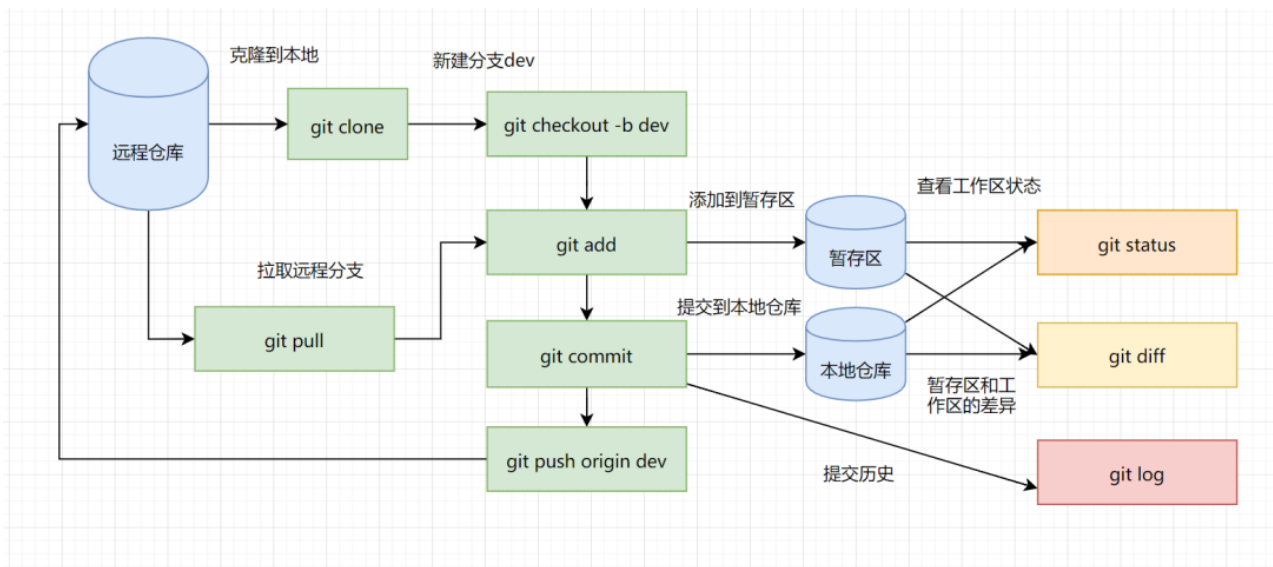 克隆到本地
新建分支dev
远程仓库
git clone
git checkout -b dev
添加到暂存区
查看工作区状态
git add
暂存区
git status
拉取远程分支
提交到本地仓库
git pull
git commit
本地仓库
git diff
暂存区和工
作区的差异
git push origin dev
提交历史
git log